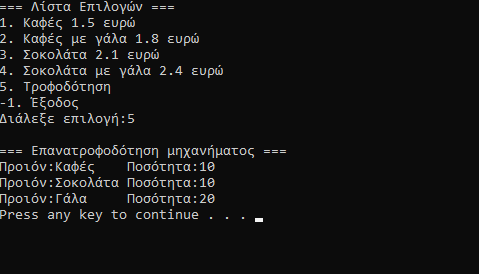 === Λίστα Επιλογών ===
1. Καφές 1.5 ευρώ
2. Καφές με γάλα 1.8 ευρώ
3. Σοκολάτα 2.1 ευρώ
4. Σοκολάτα με γάλα 2.4 ευρώ
5. Τροφοδότηση
-1. Έξοδος
Διάλεξε επιλογή:5
=== Επανατροφοδότηση μηχανήματος ===
Προιόν:Καφές    Ποσότητα:10
Προιόν:Σοκολάτα Ποσότητα:10
Προιόν:Γάλα     Ποσότητα:20
Press any key to continue . . .